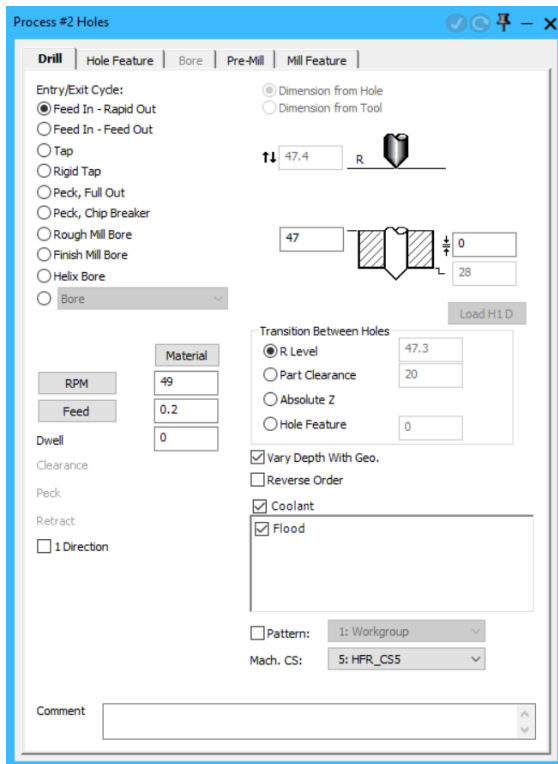 Process #2 Holes
Drill Hole Feature Bore Pre-Mill Mill Feature
Entry/Exit Cycle:
Feed In - Rapid Out
Feed In - Feed Out
Tap
Rigid Tap
Peck, Full Out
Peck, Chip Breaker
Rough Mill Bore
Finish Mill Bore
Helix Bore
Bore
Dimension from Hole
Dimension from Tool
47.4 R
47 0
28
Load H1 D
Material
RPM 49
Feed 0.2
Dwell 0
Clearance
Peck
Retract
1 Direction
Transition Between Holes
R Level 47.3
Part Clearance 20
Absolute Z
Hole Feature 0
Vary Depth With Geo.
Reverse Order
Coolant
Flood
Pattern: 1: Workgroup
Mach. CS: 5: HFR_CS5
Comment